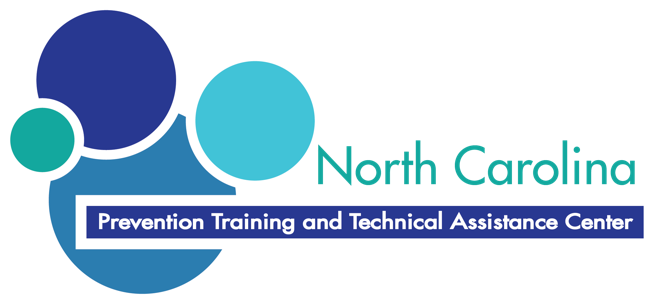 North Carolina
Prevention Training and Technical Assistance Center